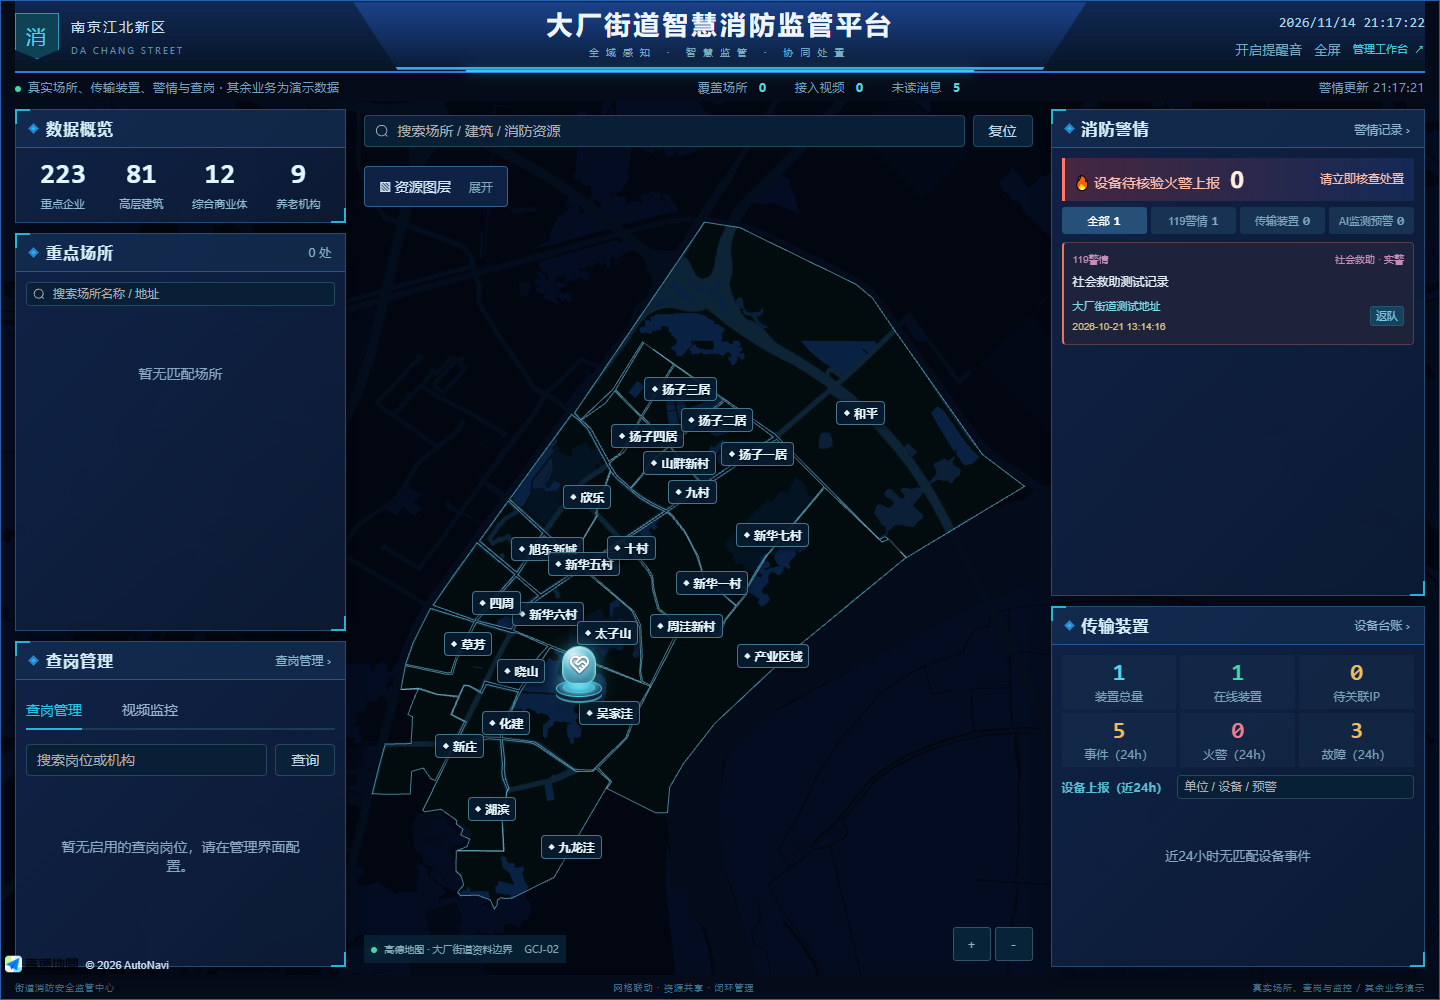 消
南京江北新区
DA CHANG STREET
大厂街道智慧消防监管平台
全域感知 · 智慧监管 · 协同处置
2026/11/14 21:17:22
开启提醒音 全屏 管理工作台 ↗
真实场所、传输装置、警情与查岗 · 其余业务为演示数据
覆盖场所 0 接入视频 0 未读消息 5
警情更新 21:17:21
数据概览
223 81 12 9
重点企业 高层建筑 综合商业体 养老机构
重点场所 0 处
搜索场所名称 / 地址
暂无匹配场所
查岗管理 查岗管理 ›
查岗管理 视频监控
搜索岗位或机构 查询
暂无启用的查岗岗位，请在管理界面配置。
搜索场所 / 建筑 / 消防资源 复位
资源图层 展开
扬子三居
扬子二居
和平
扬子四居
扬子一居
山畔新村
九村
欣乐
新华七村
旭东新城
十村
新华五村
新华一村
四周
新华六村
周洼新村
太子山
草芳
产业区域
晓山
吴家洼
化建
新庄
湖滨
九龙洼
高德地图 · 大厂街道资料边界 GCJ-02
+ -
消防警情 警情记录 ›
设备待核验火警上报 0 请立即核查处置
全部 1 119警情 1 传输装置 0 AI监测预警 0
119警情 社会救助 · 实警
社会救助测试记录
大厂街道测试地址
2026-10-21 13:14:16
返队
传输装置 设备台账 ›
1 1 0
装置总量 在线装置 待关联IP
5 0 3
事件（24h） 火警（24h） 故障（24h）
设备上报（近24h） 单位 / 设备 / 预警
近24小时无匹配设备事件
高德地图 © 2026 AutoNavi
街道消防安全监管中心
网格联动 · 资源共享 · 闭环管理
真实场所、查岗与监控 / 其余业务演示